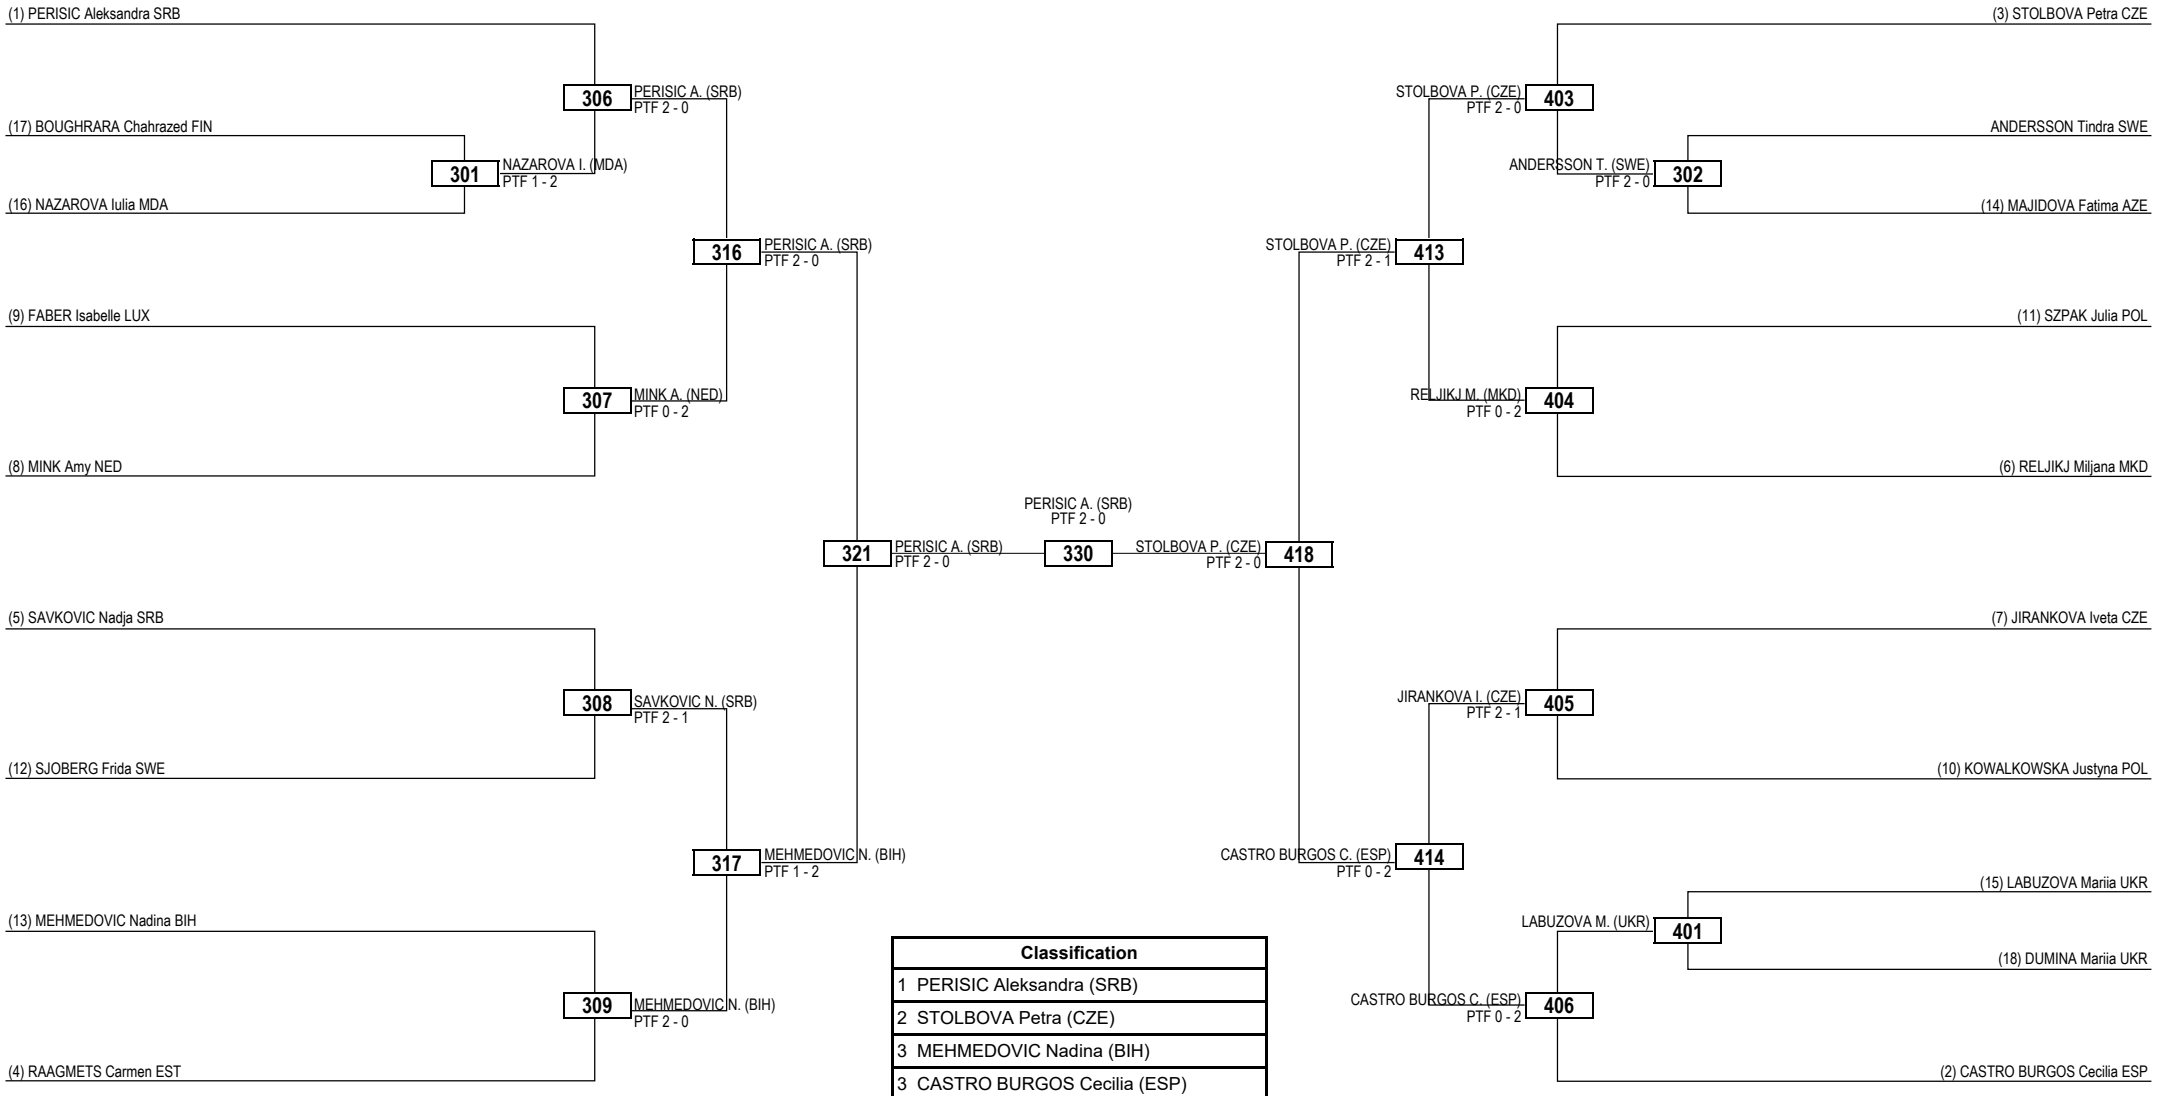 (1) PERISIC Aleksandra SRB
306
PERISIC A. (SRB)
PTF 2 - 0
(17) BOUGHRARA Chahrazed FIN
301
NAZAROVA I. (MDA)
PTF 1 - 2
(16) NAZAROVA Iulia MDA
316
PERISIC A. (SRB)
PTF 2 - 0
(9) FABER Isabelle LUX
307
MINK A. (NED)
PTF 0 - 2
(8) MINK Amy NED
321
PERISIC A. (SRB)
PTF 2 - 0
(5) SAVKOVIC Nadja SRB
308
SAVKOVIC N. (SRB)
PTF 2 - 1
(12) SJOBERG Frida SWE
317
MEHMEDOVIC N. (BIH)
PTF 1 - 2
(13) MEHMEDOVIC Nadina BIH
309
MEHMEDOVIC N. (BIH)
PTF 2 - 0
(4) RAAGMETS Carmen EST
PERISIC A. (SRB)
PTF 2 - 0
330
(3) STOLBOVA Petra CZE
STOLBOVA P. (CZE)
PTF 2 - 0
403
ANDERSSON Tindra SWE
ANDERSSON T. (SWE)
PTF 2 - 0
302
(14) MAJIDOVA Fatima AZE
STOLBOVA P. (CZE)
PTF 2 - 1
413
(11) SZPAK Julia POL
RELJIKJ M. (MKD)
PTF 0 - 2
404
(6) RELJIKJ Miljana MKD
STOLBOVA P. (CZE)
PTF 2 - 0
418
(7) JIRANKOVA Iveta CZE
JIRANKOVA I. (CZE)
PTF 2 - 1
405
(10) KOWALKOWSKA Justyna POL
CASTRO BURGOS C. (ESP)
PTF 0 - 2
414
(15) LABUZOVA Mariia UKR
LABUZOVA M. (UKR)
401
(18) DUMINA Mariia UKR
CASTRO BURGOS C. (ESP)
PTF 0 - 2
406
(2) CASTRO BURGOS Cecilia ESP
Classification
1 PERISIC Aleksandra (SRB)
2 STOLBOVA Petra (CZE)
3 MEHMEDOVIC Nadina (BIH)
3 CASTRO BURGOS Cecilia (ESP)